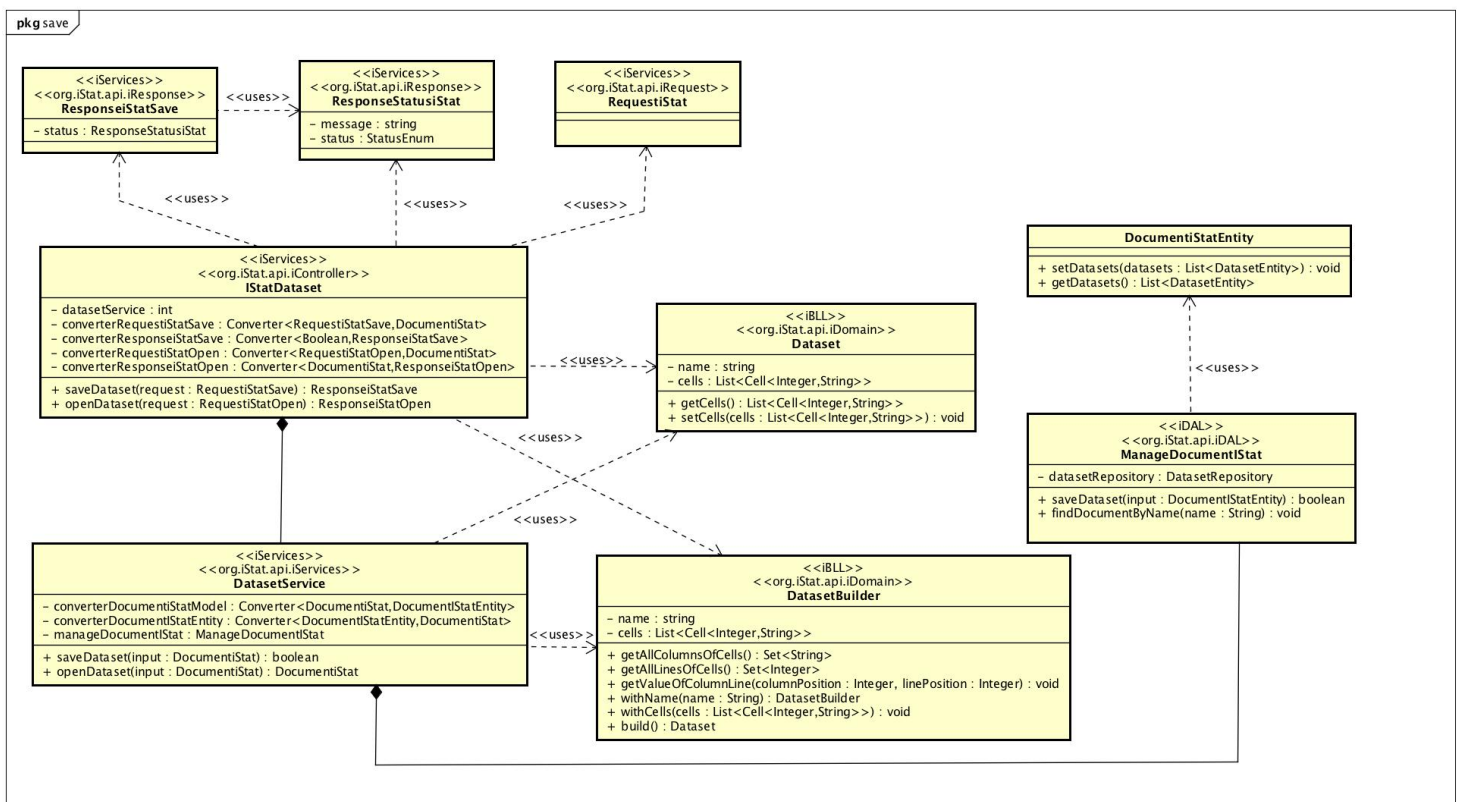 pkg save
<<iServices>>
<<org.iStat.api.iResponse>>
ResponseiStatSave
- status : ResponseStatusiStat
<<uses>>
<<iServices>>
<<org.iStat.api.iResponse>>
ResponseStatusiStat
- message : string
- status : StatusEnum
<<iServices>>
<<org.iStat.api.iRequest>>
RequestiStat
<<uses>>
<<uses>>
<<uses>>
<<iServices>>
<<org.iStat.api.iController>>
IStatDataset
- datasetService : int
- converterRequestiStatSave : Converter<RequestiStatSave,DocumentiStat>
- converterResponseiStatSave : Converter<Boolean,ResponseiStatSave>
- converterRequestiStatOpen : Converter<RequestiStatOpen,DocumentiStat>
- converterResponseiStatOpen : Converter<DocumentiStat,ResponseiStatOpen>
+ saveDataset(request : RequestiStatSave) : ResponseiStatSave
+ openDataset(request : RequestiStatOpen) : ResponseiStatOpen
<<uses>>
<<iBLL>>
<<org.iStat.api.iDomain>>
Dataset
- name : string
- cells : List<Cell<Integer,String>>
+ getCells() : List<Cell<Integer,String>>
+ setCells(cells : List<Cell<Integer,String>>) : void
DocumentiStatEntity
+ setDatasets(datasets : List<DatasetEntity>) : void
+ getDatasets() : List<DatasetEntity>
<<uses>>
<<iDAL>>
<<org.iStat.api.iDAL>>
ManageDocumentIStat
- datasetRepository : DatasetRepository
+ saveDataset(input : DocumentIStatEntity) : boolean
+ findDocumentByName(name : String) : void
<<uses>>
<<uses>>
<<iServices>>
<<org.iStat.api.iServices>>
DatasetService
- converterDocumentiStatModel : Converter<DocumentiStat,DocumentIStatEntity>
- converterDocumentIStatEntity : Converter<DocumentIStatEntity,DocumentiStat>
- manageDocumentIStat : ManageDocumentIStat
+ saveDataset(input : DocumentiStat) : boolean
+ openDataset(input : DocumentiStat) : DocumentiStat
<<uses>>
<<iBLL>>
<<org.iStat.api.iDomain>>
DatasetBuilder
- name : string
- cells : List<Cell<Integer,String>>
+ getAllColumnsOfCells() : Set<String>
+ getAllLinesOfCells() : Set<Integer>
+ getValueOfColumnLine(columnPosition : Integer, linePosition : Integer) : void
+ withName(name : String) : DatasetBuilder
+ withCells(cells : List<Cell<Integer,String>>) : void
+ build() : Dataset